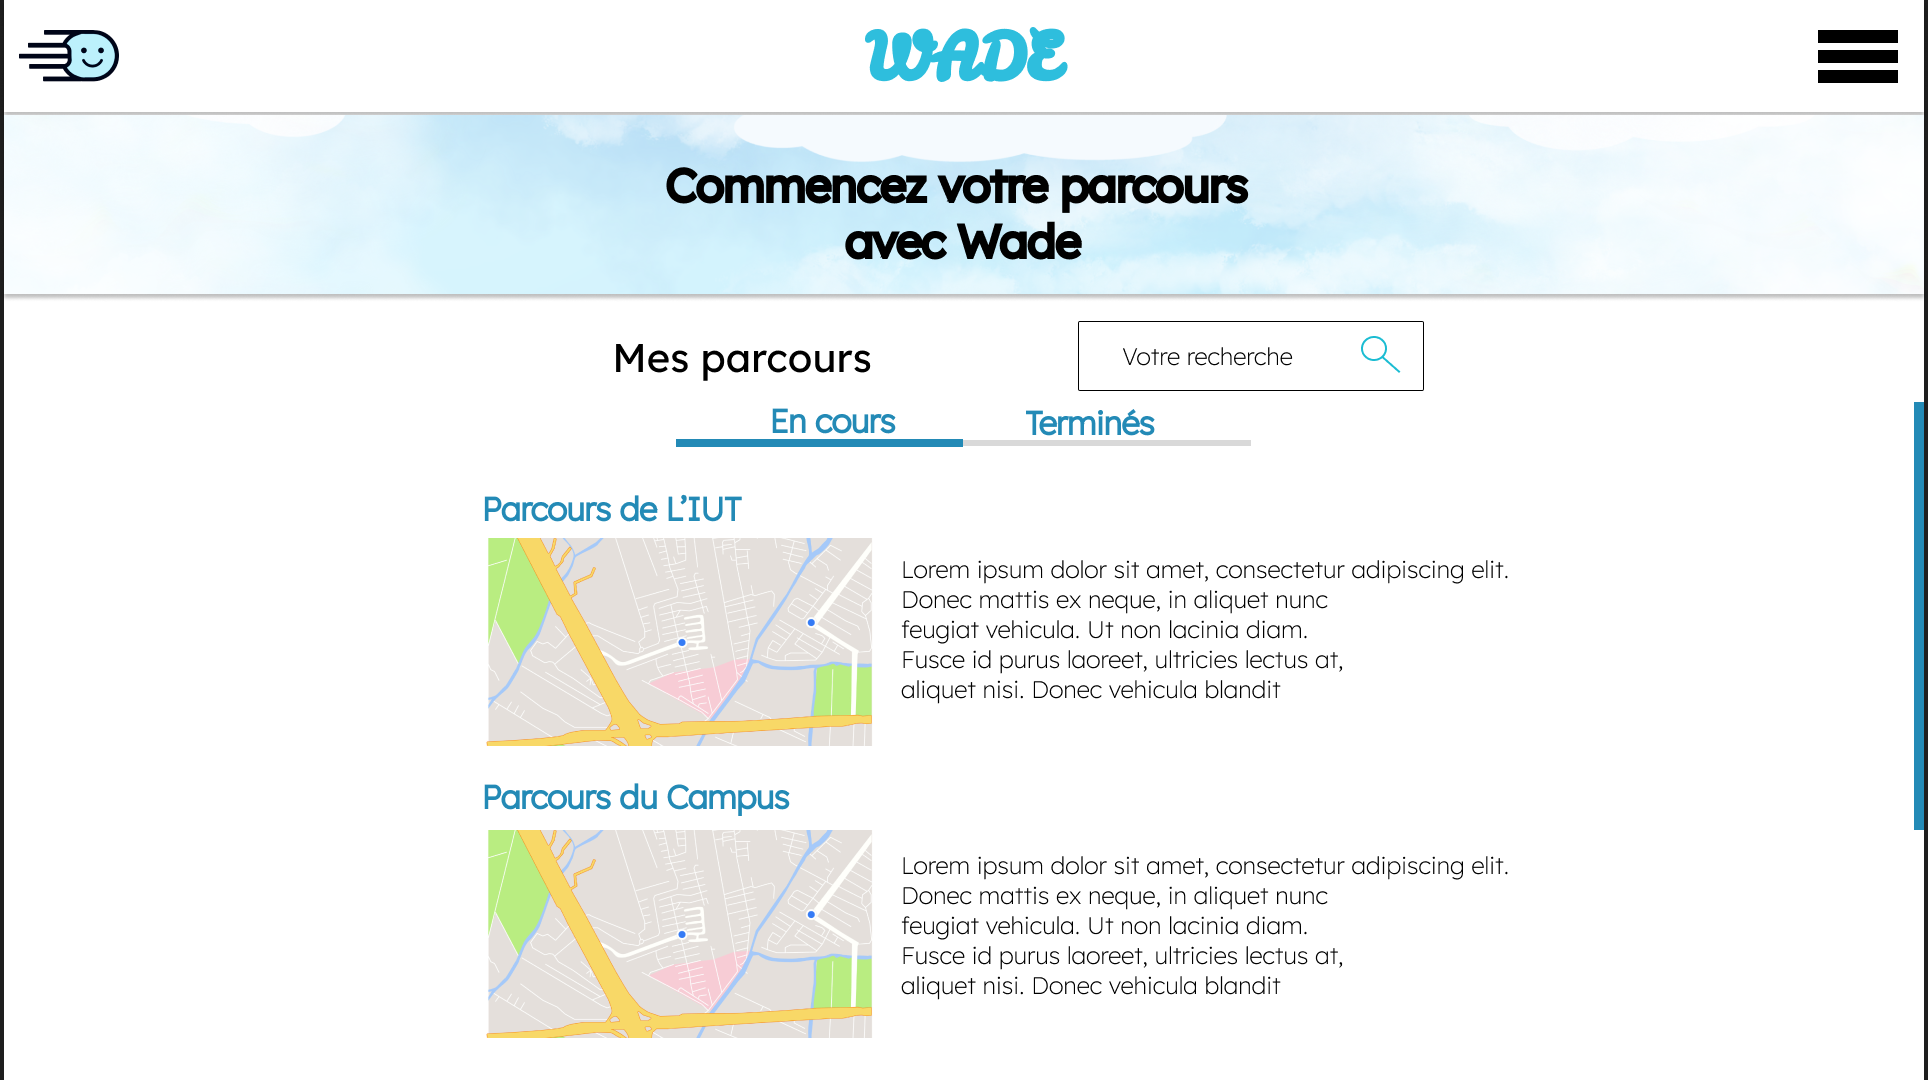 WADE
Commencez votre parcours
avec Wade
Mes parcours
Votre recherche
En cours
Terminés
Parcours de L’IUT
Lorem ipsum dolor sit amet, consectetur adipiscing elit.
Donec mattis ex neque, in aliquet nunc
feugiat vehicula. Ut non lacinia diam.
Fusce id purus laoreet, ultricies lectus at,
aliquet nisi. Donec vehicula blandit
Parcours du Campus
Lorem ipsum dolor sit amet, consectetur adipiscing elit.
Donec mattis ex neque, in aliquet nunc
feugiat vehicula. Ut non lacinia diam.
Fusce id purus laoreet, ultricies lectus at,
aliquet nisi. Donec vehicula blandit